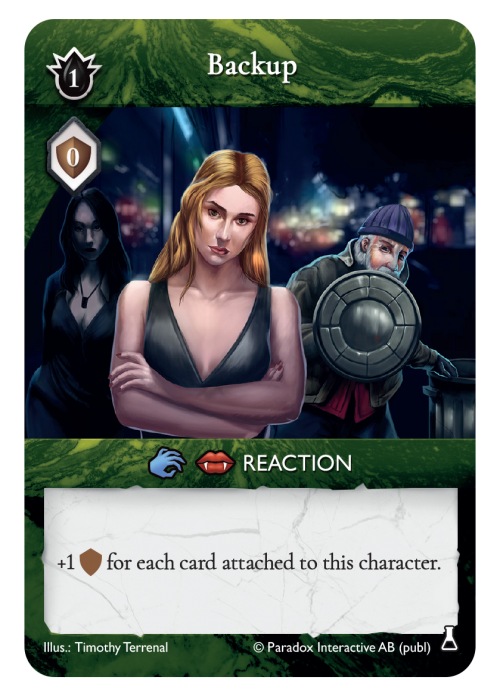 1
Backup
0
REACTION
+1 for each card attached to this character.
Illus.: Timothy Terrenal © Paradox Interactive AB (publ)